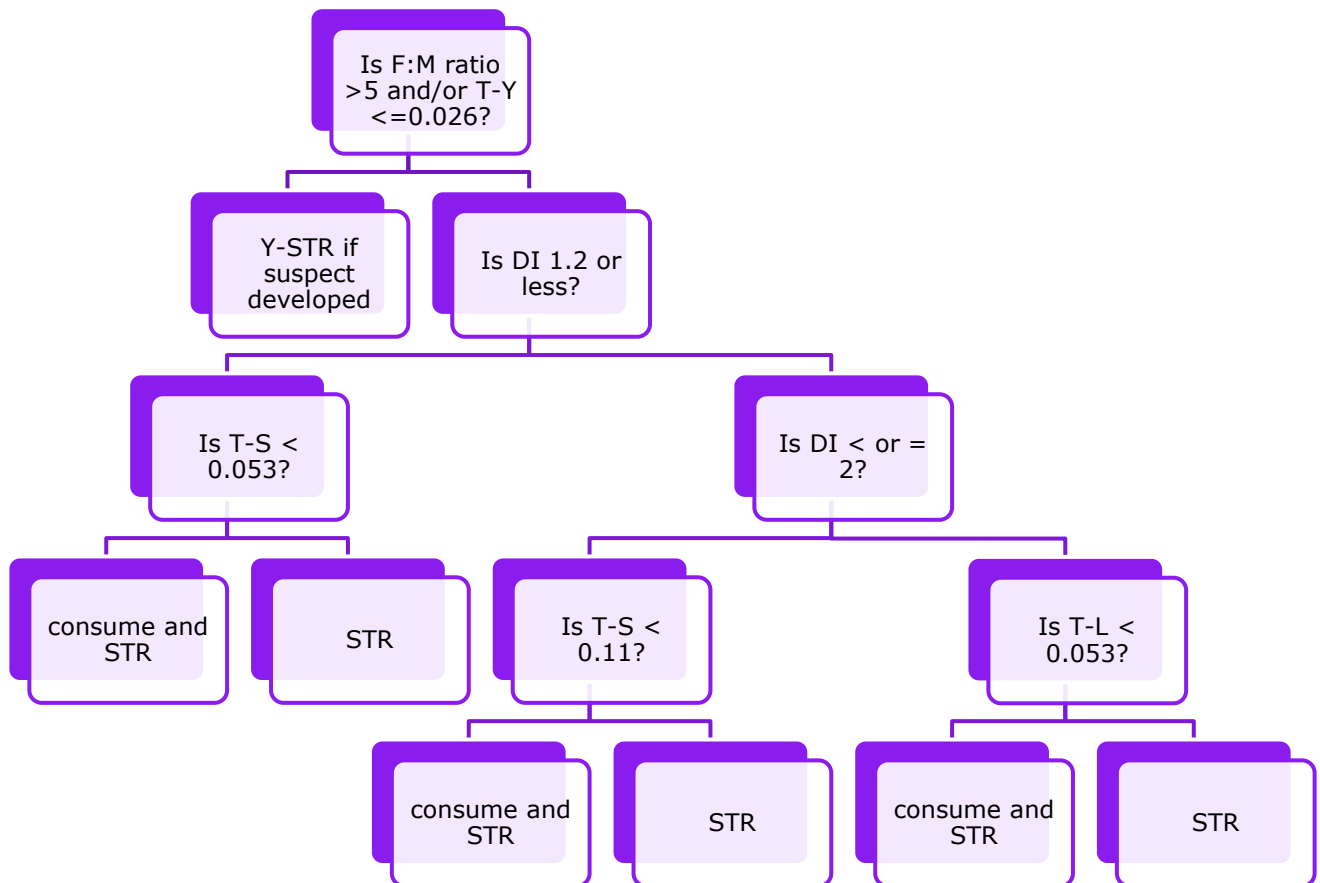 Is F:M ratio
>5 and/or T-Y
<=0.026?
Y-STR if
suspect
developed
Is DI 1.2 or
less?
Is T-S <
0.053?
Is DI < or =
2?
consume and
STR
STR
Is T-S <
0.11?
Is T-L <
0.053?
consume and
STR
STR
consume and
STR
STR